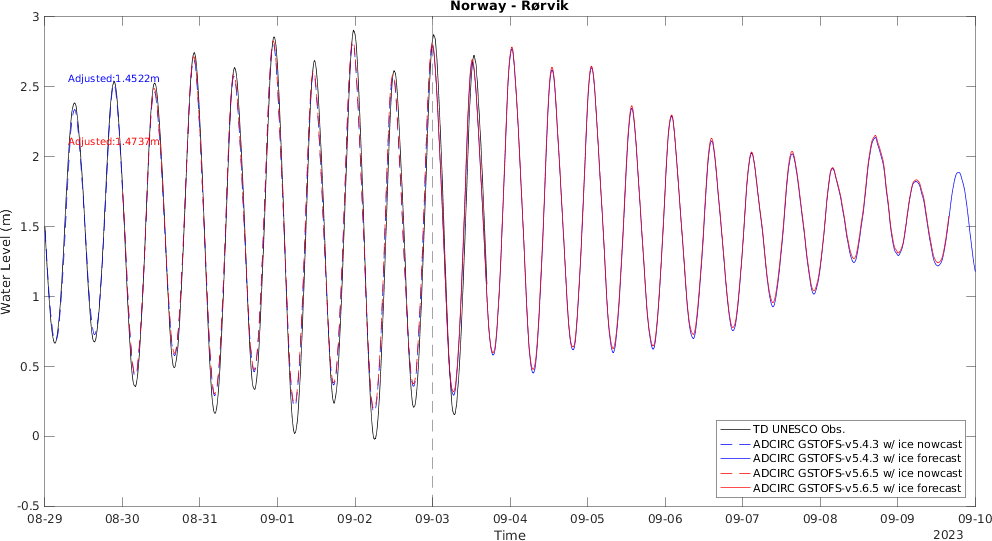 Norway - Rørvik
3
2.5
2
1.5
1
0.5
0
-0.5
Water Level (m)
Adjusted:1.4522m
Adjusted:1.4737m
TD UNESCO Obs.
ADCIRC GSTOFS-v5.4.3 w/ ice nowcast
ADCIRC GSTOFS-v5.4.3 w/ ice forecast
ADCIRC GSTOFS-v5.6.5 w/ ice nowcast
ADCIRC GSTOFS-v5.6.5 w/ ice forecast
08-29 08-30 08-31 09-01 09-02 09-03 09-04 09-05 09-06 09-07 09-08 09-09 09-10
Time
2023